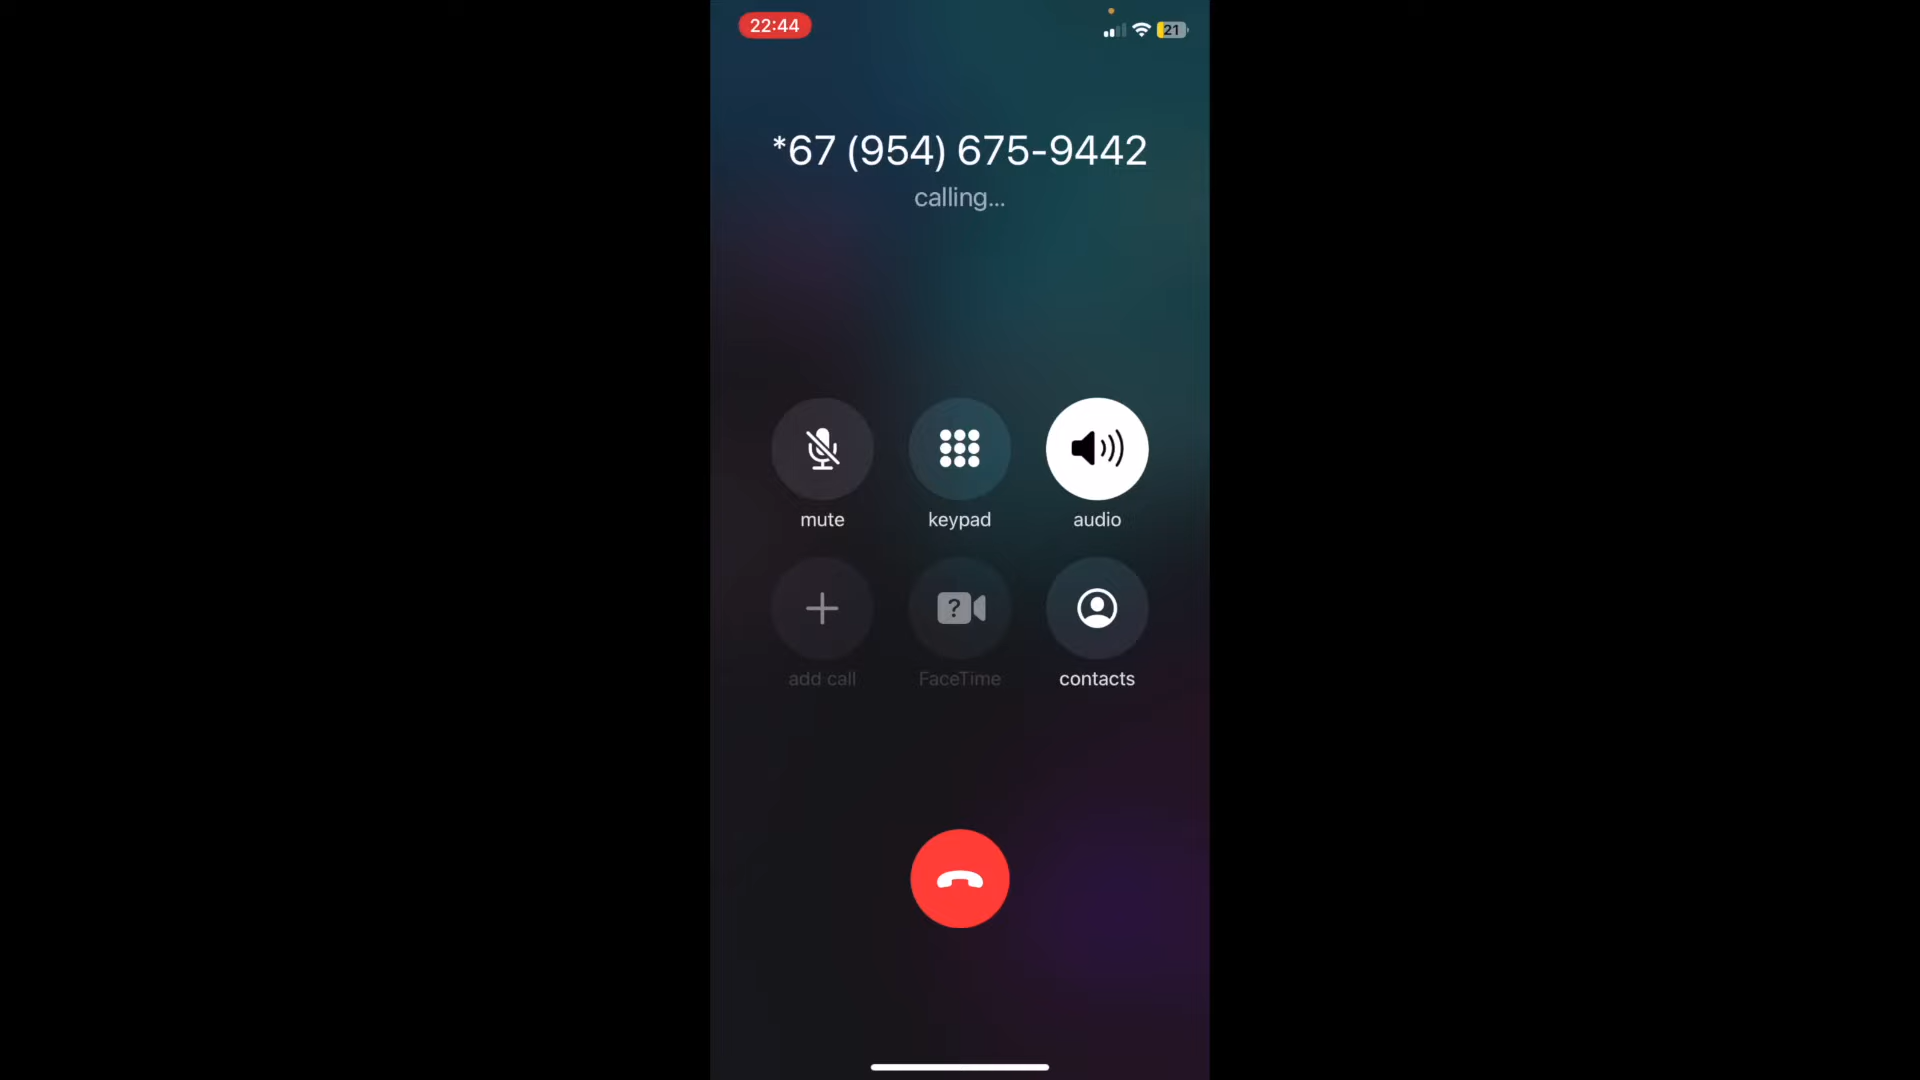 22:44
21
*67 (954) 675-9442
calling...
mute
keypad
audio
?
add call
FaceTime
contacts